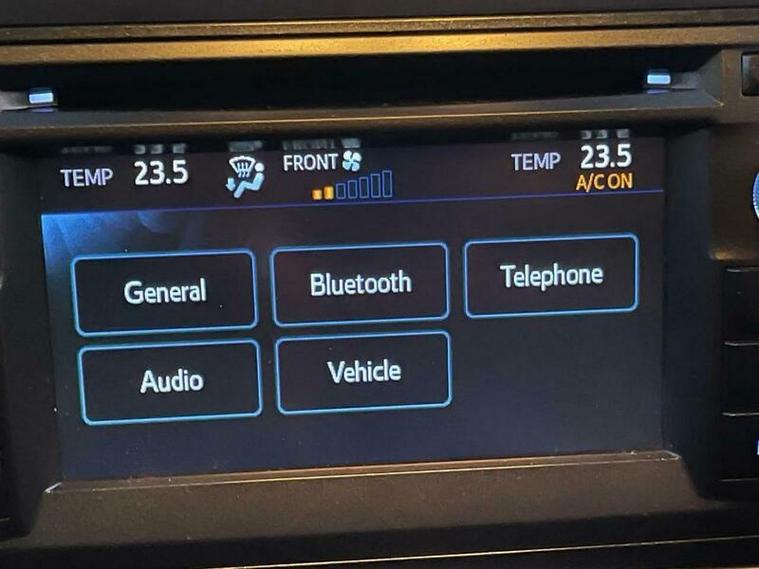 TEMP 23.5 FRONT TEMP 23.5
A/C ON
General Bluetooth Telephone
Audio Vehicle